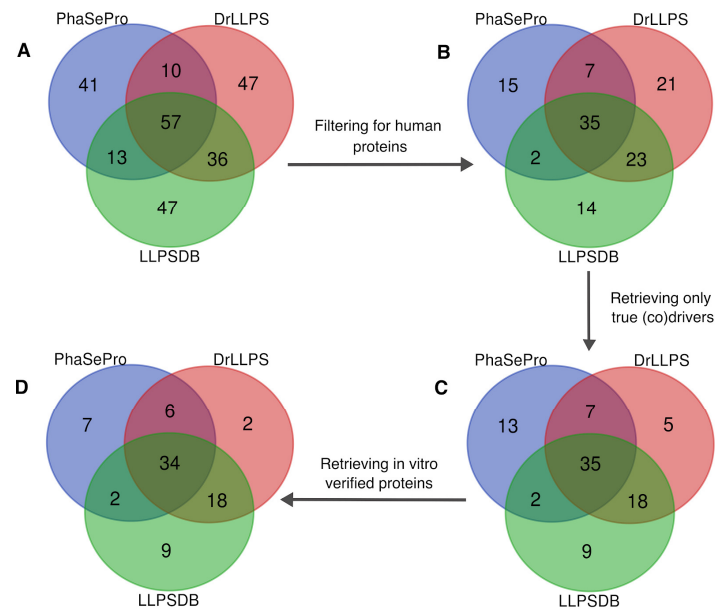 PhaSePro
DrLLPS
A
41
10
47
57
13
36
47
LLPSDB
Filtering for human
proteins
PhaSePro
DrLLPS
B
15
7
21
35
2
23
14
LLPSDB
Retrieving only
true (co)drivers
PhaSePro
DrLLPS
C
13
7
5
35
2
18
9
LLPSDB
Retrieving in vitro
verified proteins
PhaSePro
DrLLPS
D
7
6
2
34
2
18
9
LLPSDB